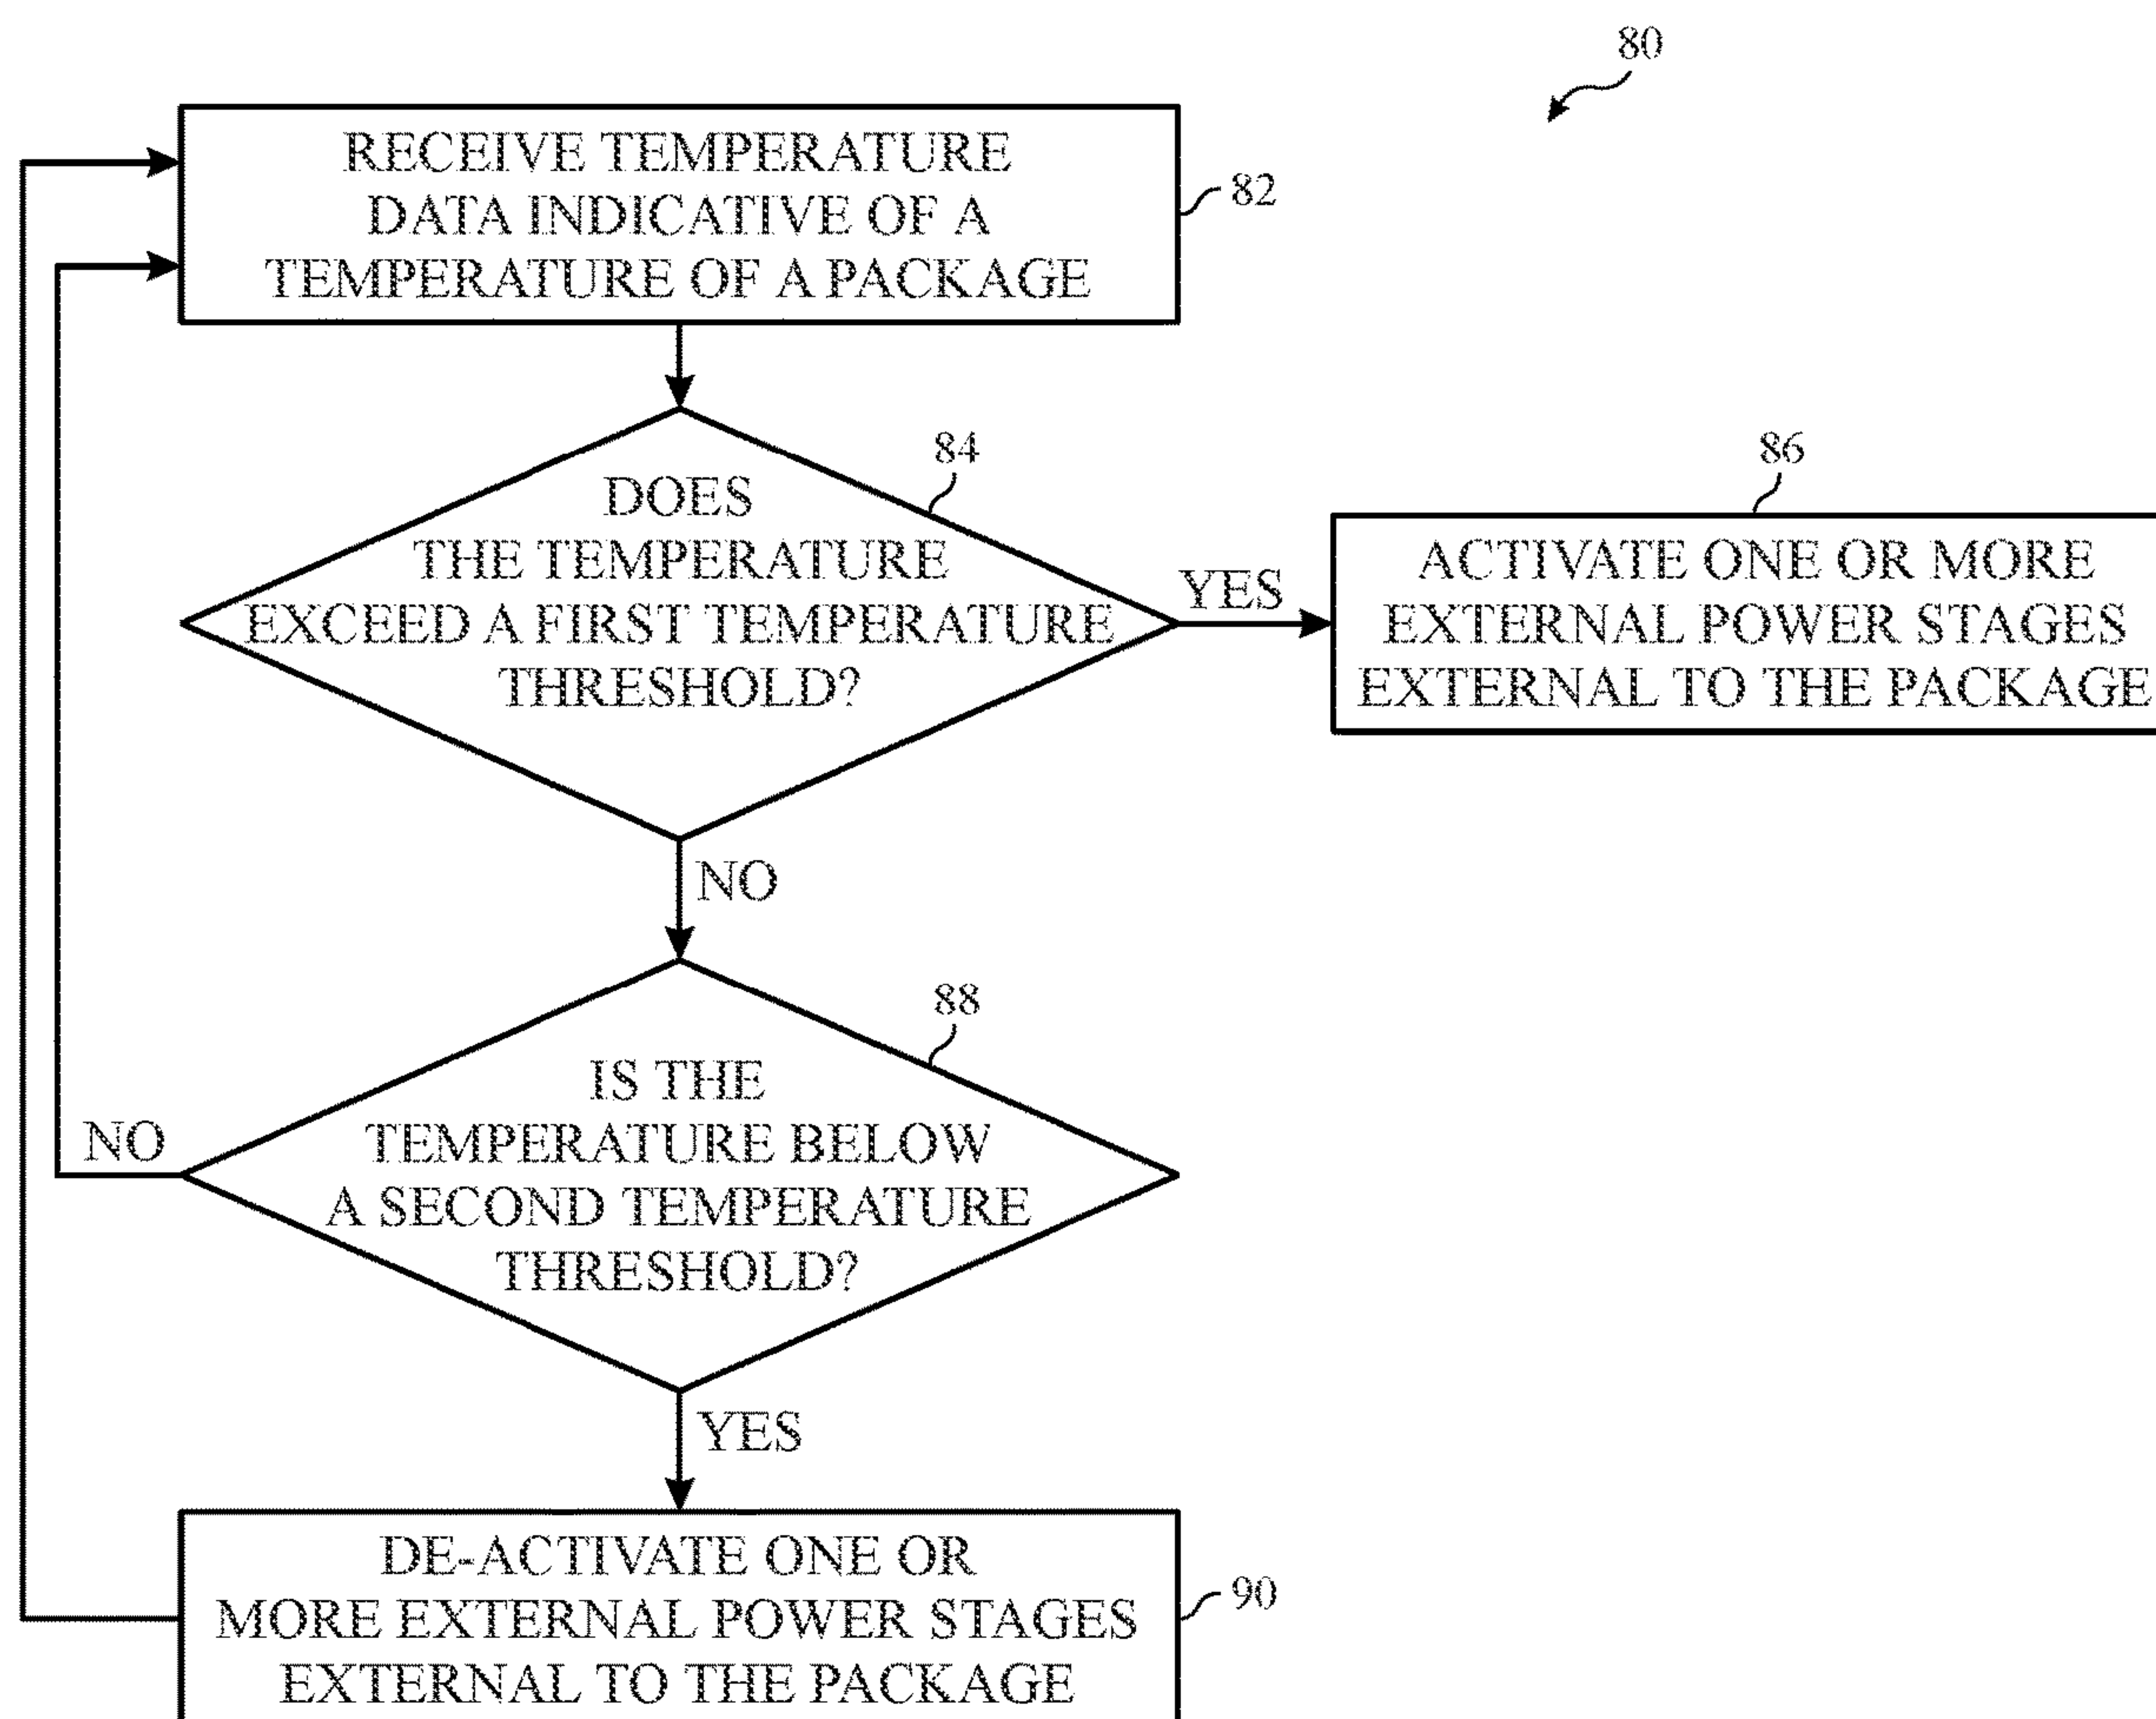 80
RECEIVE TEMPERATURE
DATA INDICATIVE OF A
TEMPERATURE OF A PACKAGE
82
84
DOES
THE TEMPERATURE
EXCEED A FIRST TEMPERATURE
THRESHOLD?
YES
86
ACTIVATE ONE OR MORE
EXTERNAL POWER STAGES
EXTERNAL TO THE PACKAGE
NO
88
IS THE
TEMPERATURE BELOW
A SECOND TEMPERATURE
THRESHOLD?
NO
YES
DE-ACTIVATE ONE OR
MORE EXTERNAL POWER STAGES
EXTERNAL TO THE PACKAGE
90